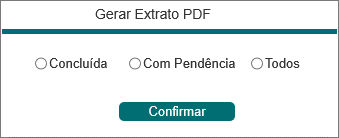 Gerar Extrato PDF
Concluída Com Pendência Todos
Confirmar